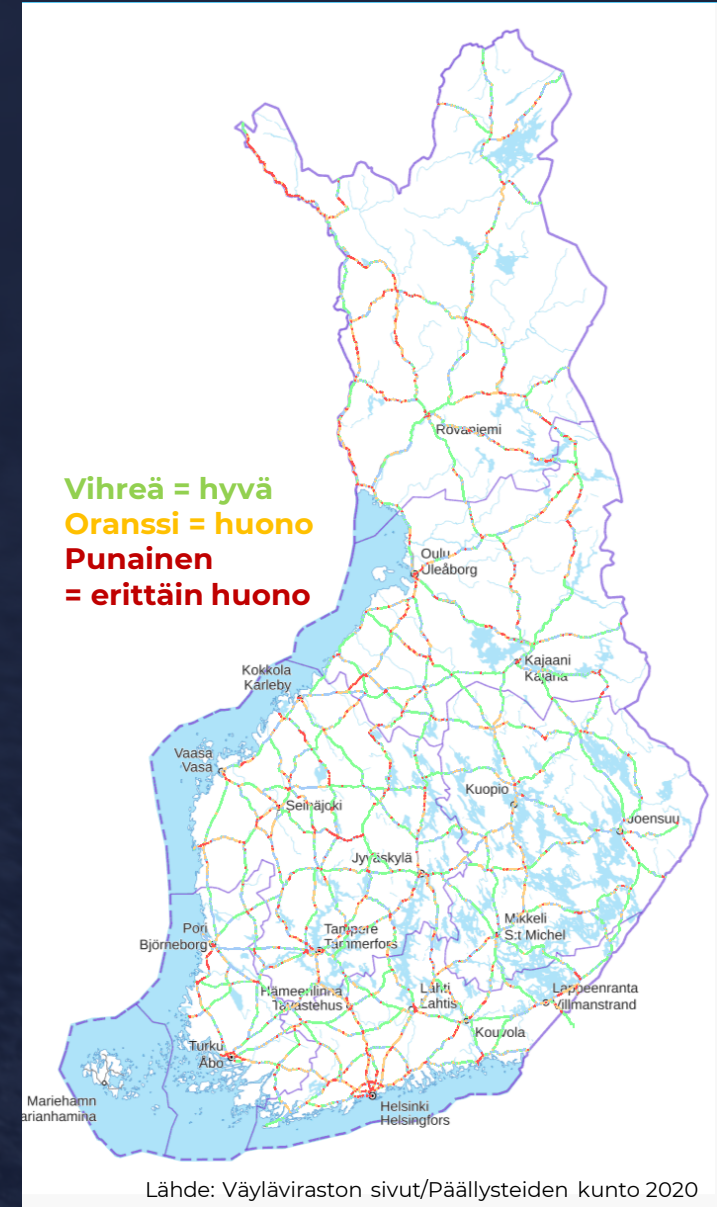 Rovaniemi
Vihreä = hyvä
Oranssi = huono
Punainen
= erittäin huono
Oulu
Uleåborg
Kajaani
Kajana
Kokkola
Karleby
Vaasa
Vasa
Kuopio
Seinäjoki
Joensuu
Jyväskylä
Pori
Björneborg
Tampere
Tammerfors
Mikkeli
S:t Michel
Hämeenlinna
Tavastehus
Lahti
Lahtis
Lappeenranta
Villmanstrand
Kouvola
Turku
Åbo
Mariehamn
arianhamina
Helsinki
Helsingfors
Lähde: Väyläviraston sivut/Päällysteiden kunto 2020